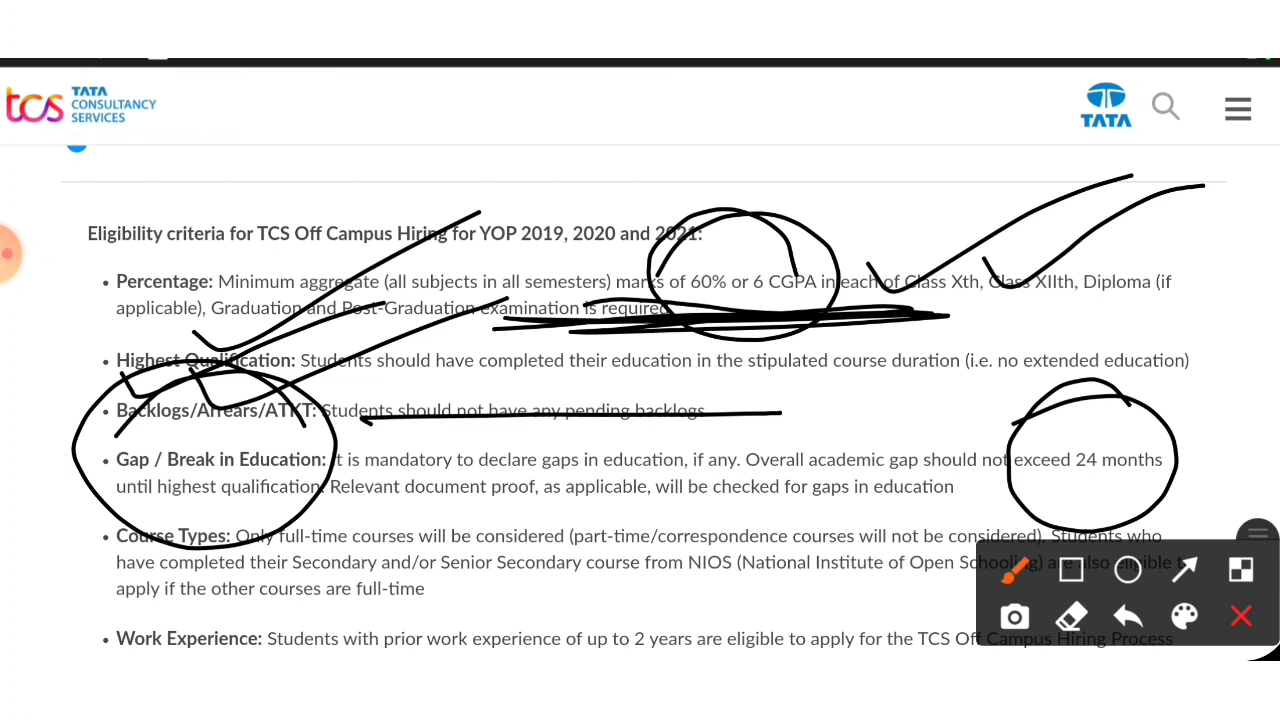 tcs TATA
CONSULTANCY
SERVICES
TATA
Eligibility criteria for TCS Off Campus Hiring for YOP 2019, 2020 and 2021:
• Percentage: Minimum aggregate (all subjects in all semesters) marks of 60% or 6 CGPA in each of Class Xth, Class XIIth, Diploma (if
applicable), Graduation and Post-Graduation examination is required
• Highest Qualification: Students should have completed their education in the stipulated course duration (i.e. no extended education)
• Backlogs/Arrears/ATKT: Students should not have any pending backlogs
• Gap / Break in Education: It is mandatory to declare gaps in education, if any. Overall academic gap should not exceed 24 months
until highest qualification. Relevant document proof, as applicable, will be checked for gaps in education
• Course Types: Only full-time courses will be considered (part-time/correspondence courses will not be considered). Students who
have completed their Secondary and/or Senior Secondary course from NIOS (National Institute of Open Schooling) are also eligible to
apply if the other courses are full-time
• Work Experience: Students with prior work experience of up to 2 years are eligible to apply for the TCS Off Campus Hiring Process